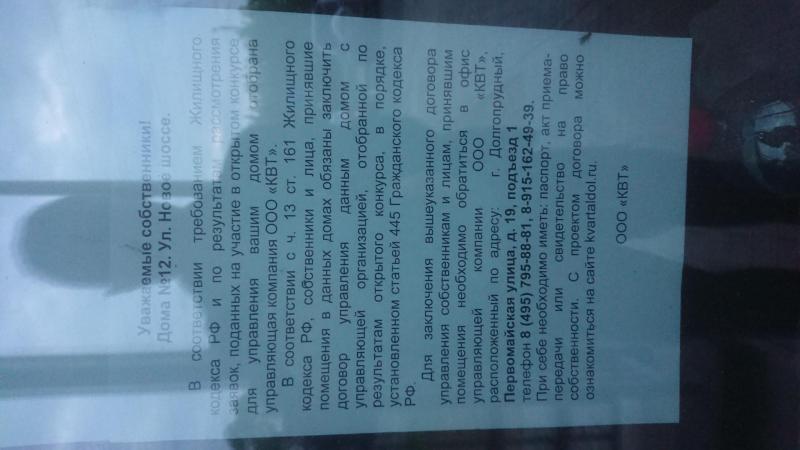 Уважаемые собственники!
Дома №12. Ул. Новое шоссе.
В соответствии требованием Жилищного
кодекса РФ и по результатам рассмотрения
заявок, поданных на участие в открытом конкурсе
для управления вашим домом отобрана
управляющая компания ООО «КВТ».
В соответствии с ч. 13 ст. 161 Жилищного
кодекса РФ, собственники и лица, принявшие
помещения в данных домах обязаны заключить
договор управления данным домом с
управляющей организацией, отобранной по
результатам открытого конкурса, в порядке,
установленном статьей 445 Гражданского кодекса
РФ.
Для заключения вышеуказанного договора
управления собственникам и лицам, принявшим
помещения необходимо обратиться в офис
управляющей компании ООО «КВТ»,
расположенный по адресу: г. Долгопрудный,
Первомайская улица, д. 19, подъезд 1
телефон 8 (495) 795-88-81, 8-915-162-49-39.
При себе необходимо иметь: паспорт, акт приема-
передачи или свидетельство на право
собственности. С проектом договора можно
ознакомиться на сайте kvartaldol.ru.
ООО «КВТ»